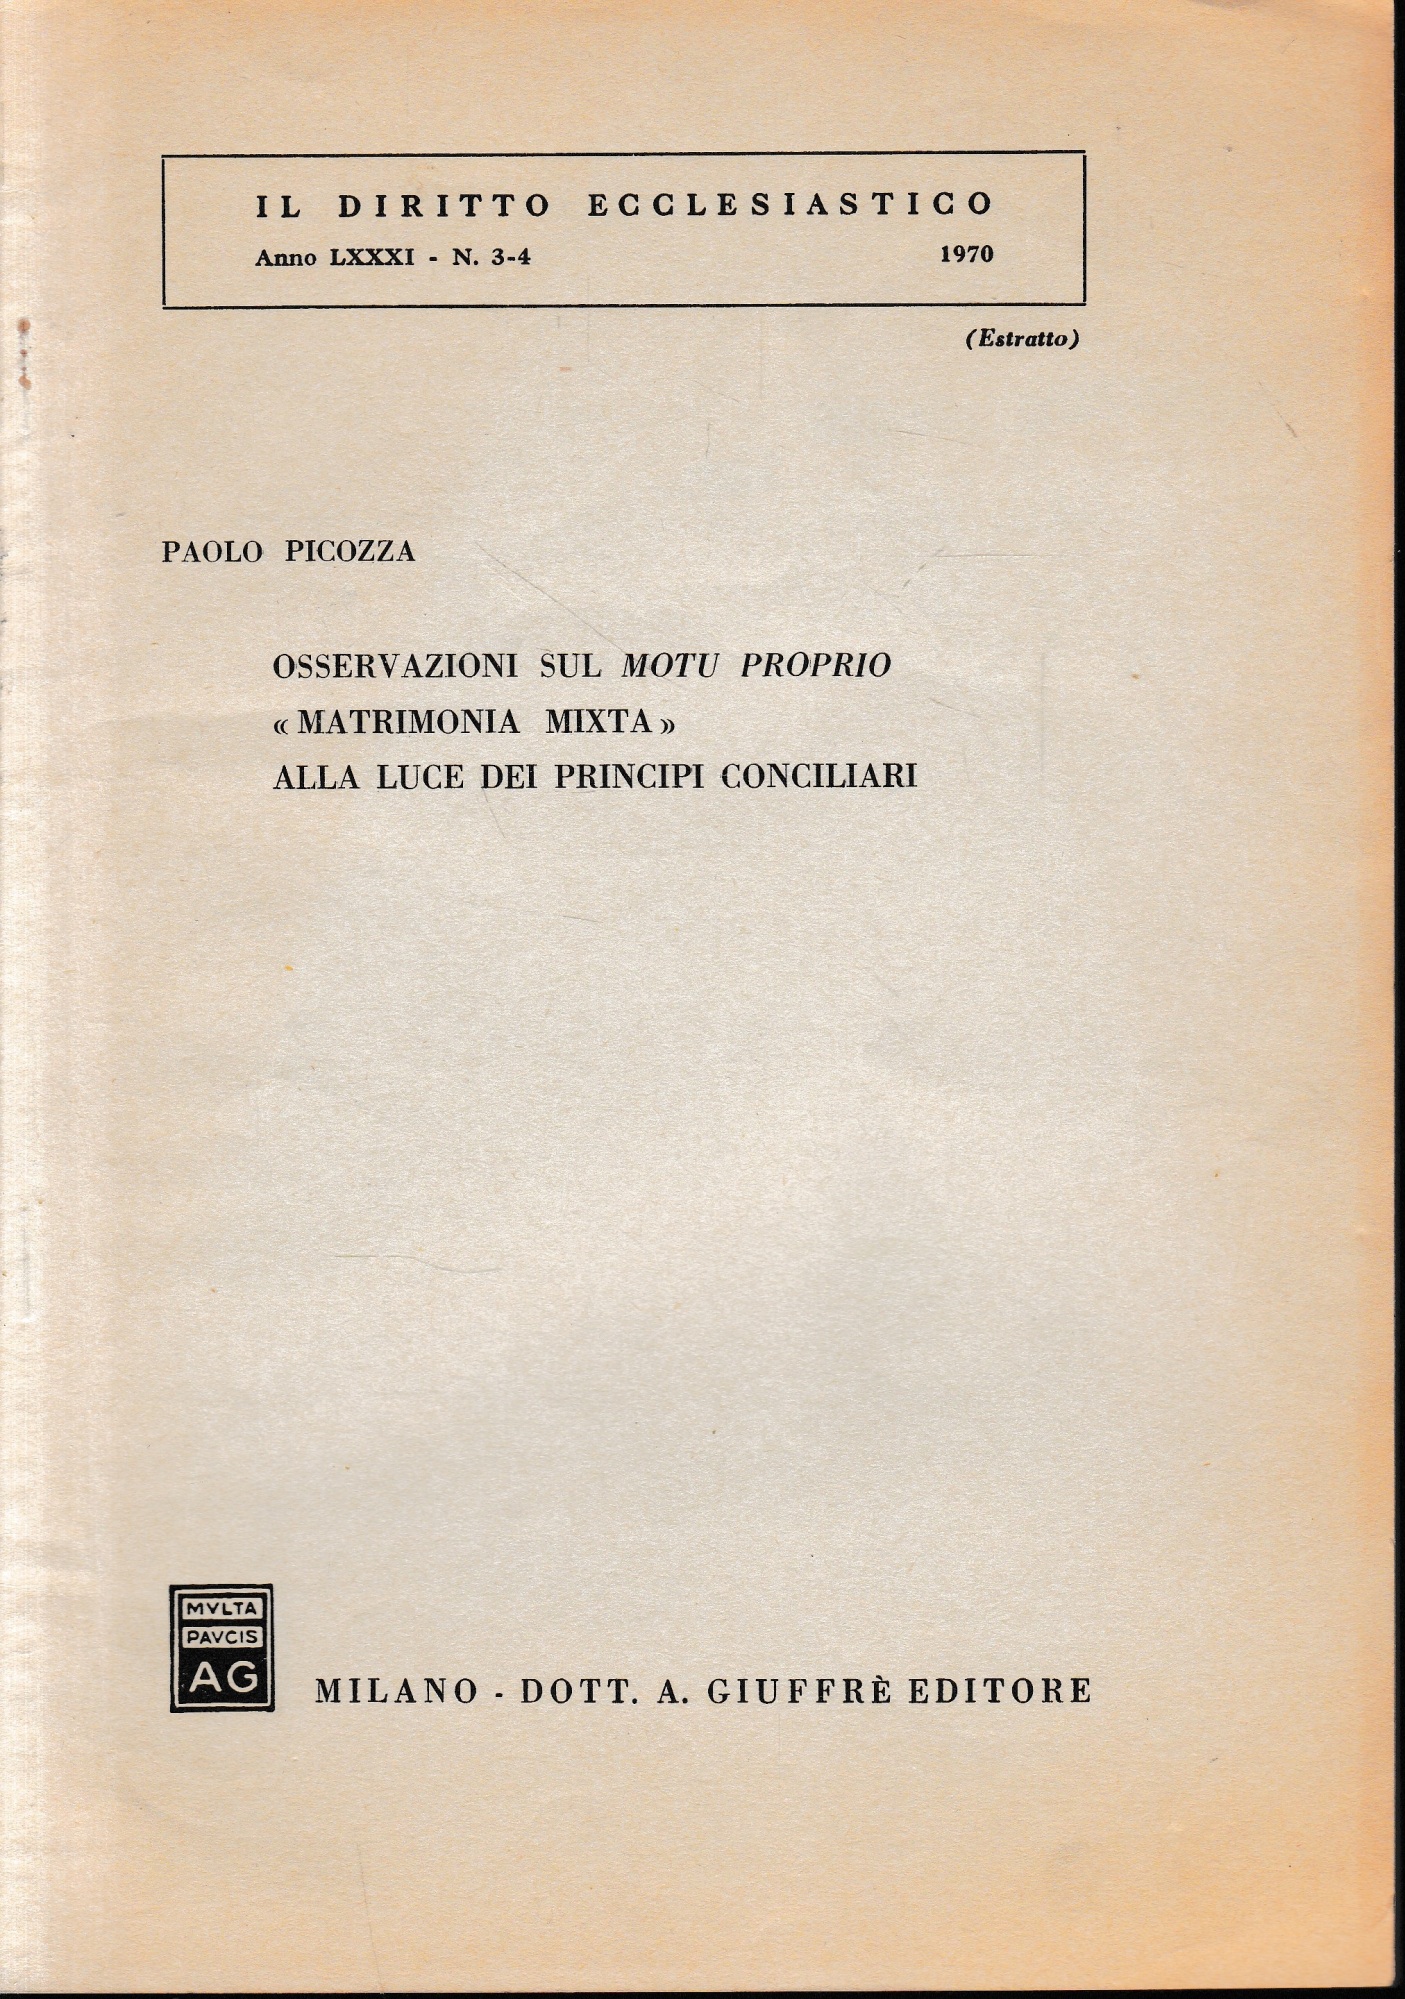 IL DIRITTO ECCLESIASTICO
Anno LXXXI - N. 3-4 1970
(Estratto)
PAOLO PICOZZA
OSSERVAZIONI SUL MOTU PROPRIO
« MATRIMONIA MIXTA »
ALLA LUCE DEI PRINCIPI CONCILIARI
MVLTA
PAVCIS
AG
MILANO - DOTT. A. GIUFFRÈ EDITORE